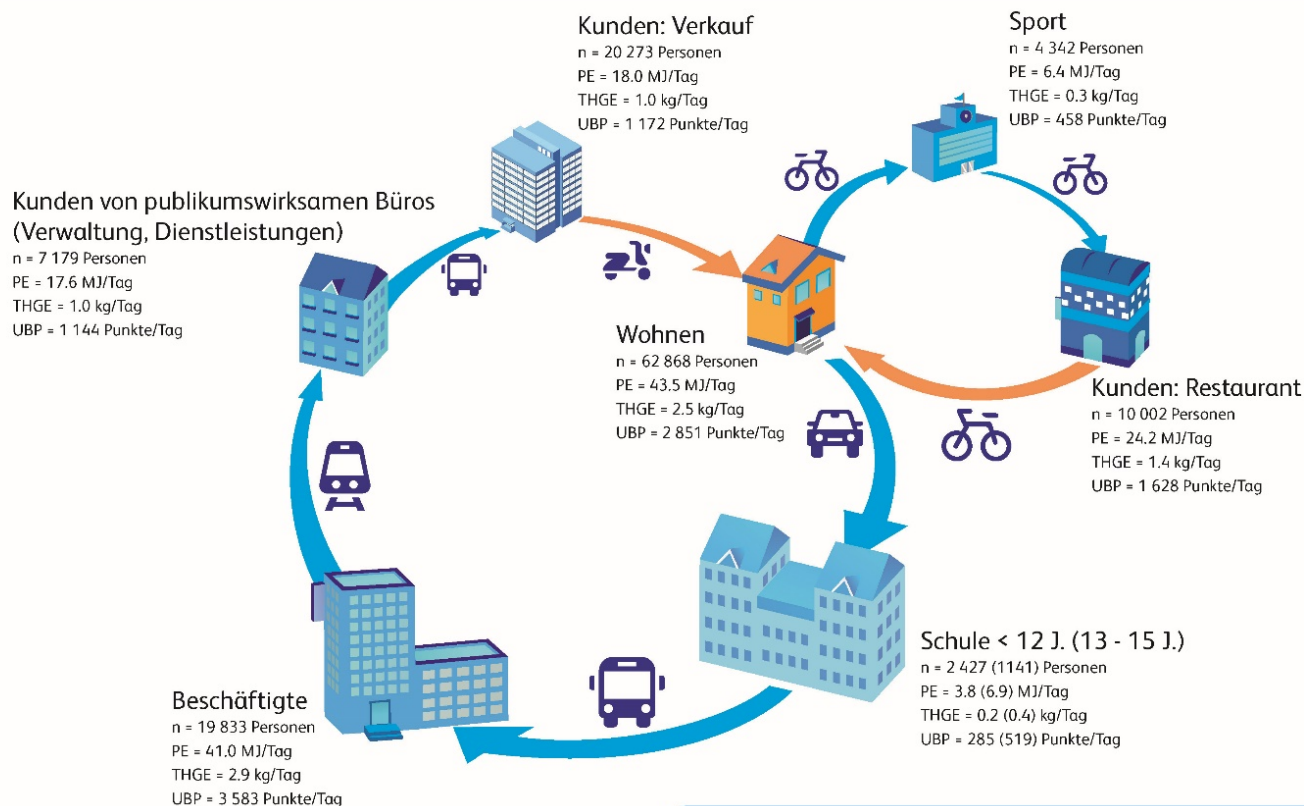 Kunden: Verkauf
n = 20 273 Personen
PE = 18.0 MJ/Tag
THGE = 1.0 kg/Tag
UBP = 1 172 Punkte/Tag
Sport
n = 4 342 Personen
PE = 6.4 MJ/Tag
THGE = 0.3 kg/Tag
UBP = 458 Punkte/Tag
Kunden von publikumswirksamen Büros
(Verwaltung, Dienstleistungen)
n = 7 179 Personen
PE = 17.6 MJ/Tag
THGE = 1.0 kg/Tag
UBP = 1 144 Punkte/Tag
Wohnen
n = 62 868 Personen
PE = 43.5 MJ/Tag
THGE = 2.5 kg/Tag
UBP = 2 851 Punkte/Tag
Kunden: Restaurant
n = 10 002 Personen
PE = 24.2 MJ/Tag
THGE = 1.4 kg/Tag
UBP = 1 628 Punkte/Tag
Schule < 12 J. (13 - 15 J.)
n = 2 427 (1141) Personen
PE = 3.8 (6.9) MJ/Tag
THGE = 0.2 (0.4) kg/Tag
UBP = 285 (519) Punkte/Tag
Beschäftigte
n = 19 833 Personen
PE = 41.0 MJ/Tag
THGE = 2.9 kg/Tag
UBP = 3 583 Punkte/Tag